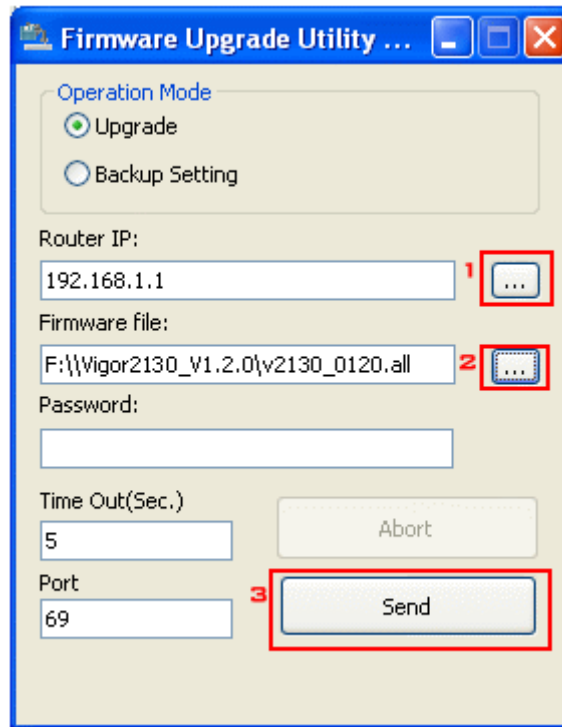 Firmware Upgrade Utility ...
Operation Mode
Upgrade
Backup Setting
Router IP:
192.168.1.1
1
...
Firmware file:
F:\\Vigor2130_V1.2.0\v2130_0120.all
2
...
Password:
Time Out(Sec.)
5
Abort
Port
69
3
Send